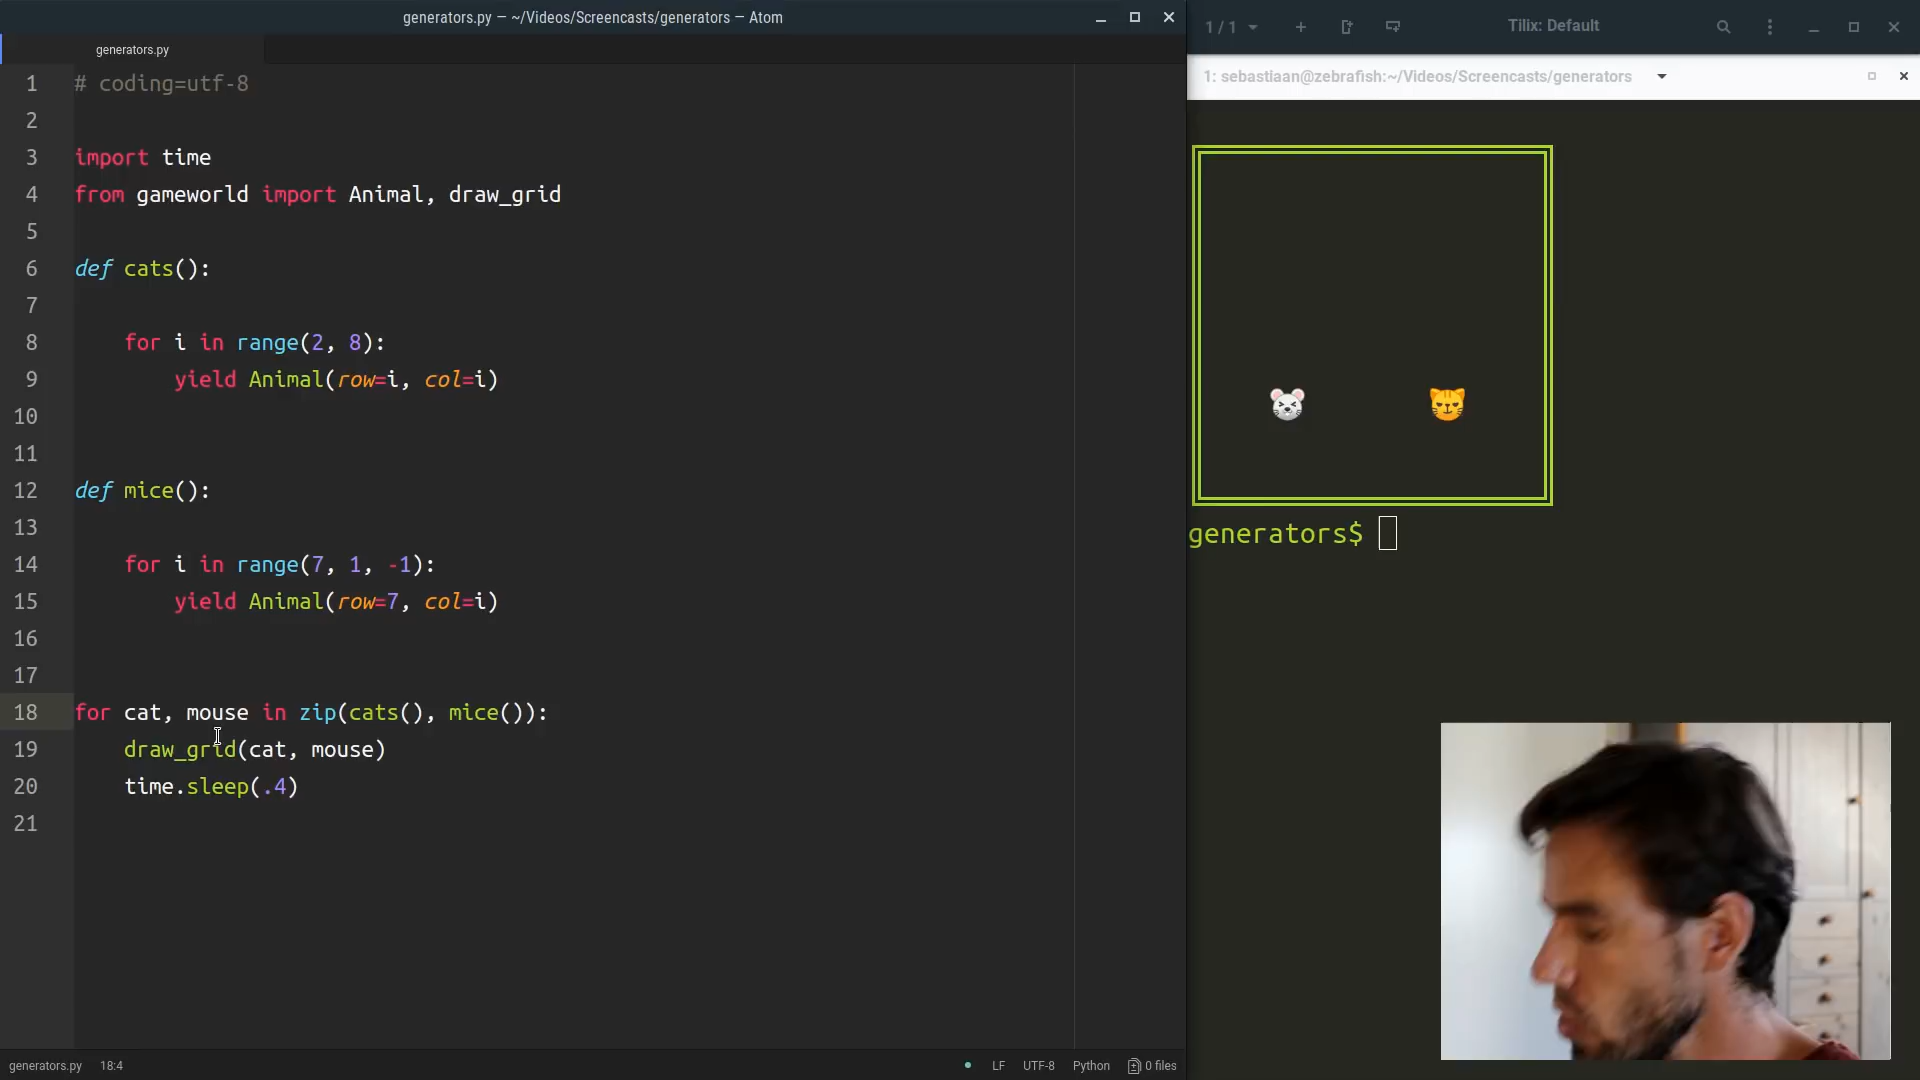 generators.py — ~/Videos/Screencasts/generators — Atom
generators.py
1 # coding=utf-8
2
3 import time
4 from gameworld import Animal, draw_grid
5
6 def cats():
7
8 for i in range(2, 8):
9 yield Animal(row=i, col=i)
10
11
12 def mice():
13
14 for i in range(7, 1, -1):
15 yield Animal(row=7, col=i)
16
17
18 for cat, mouse in zip(cats(), mice()):
19 draw_grid(cat, mouse)
20 time.sleep(.4)
21
generators.py 18:4 LF UTF-8 Python 0 files
1 / 1 Tilix: Default
1: sebastiaan@zebrafish:~/Videos/Screencasts/generators
generators$